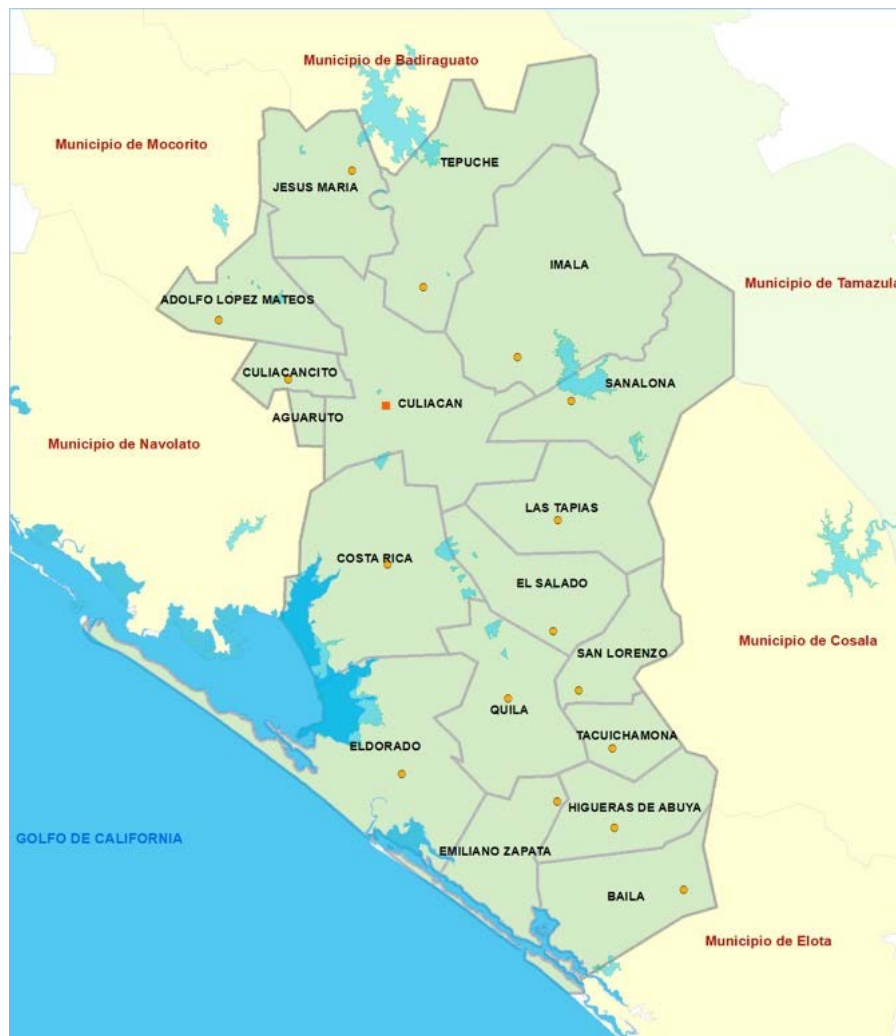 Municipio de Badiraguato
Municipio de Mocorito
TEPUCHE
JESUS MARIA
IMALA
Municipio de Tamazula
ADOLFO LOPEZ MATEOS
CULIACANCITO
SANALONA
CULIACAN
AGUARUTO
Municipio de Navolato
LAS TAPIAS
COSTA RICA
EL SALADO
Municipio de Cosala
SAN LORENZO
QUILA
TACUICHAMONA
ELDORADO
HIGUERAS DE ABUYA
GOLFO DE CALIFORNIA
EMILIANO ZAPATA
BAILA
Municipio de Elota